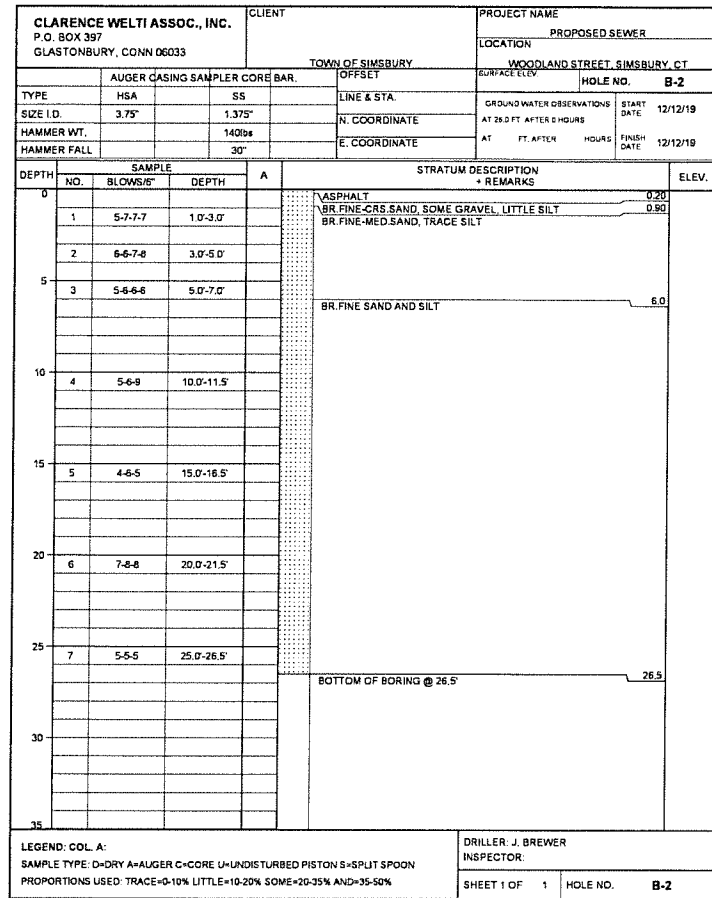 CLARENCE WELTI ASSOC., INC.
P.O. BOX 397
GLASTONBURY, CONN 06033
CLIENT
TOWN OF SIMSBURY
PROJECT NAME
PROPOSED SEWER
LOCATION
WOODLAND STREET, SIMSBURY, CT
AUGER CASING SAMPLER CORE BAR.
OFFSET
SURFACE ELEV.
HOLE NO. B-2
TYPE HSA SS
LINE & STA.
SIZE I.D. 3.75" 1.375"
N. COORDINATE
HAMMER WT. 140lbs
HAMMER FALL 30"
E. COORDINATE
GROUND WATER OBSERVATIONS
AT 26.0 FT AFTER 0 HOURS
AT FT. AFTER HOURS
START DATE 12/12/19
FINISH DATE 12/12/19
DEPTH SAMPLE A STRATUM DESCRIPTION + REMARKS ELEV.
NO. BLOWS/6" DEPTH
0
ASPHALT 0.20
BR.FINE-CRS.SAND, SOME GRAVEL, LITTLE SILT 0.90
1 5-7-7-7 1.0'-3.0' BR.FINE-MED.SAND, TRACE SILT
2 6-6-7-8 3.0'-5.0'
5
3 5-6-6-6 5.0'-7.0'
6.0
BR.FINE SAND AND SILT
10
4 5-6-9 10.0'-11.5'
15
5 4-6-5 15.0'-16.5'
20
6 7-8-8 20.0'-21.5'
25
7 5-5-5 25.0'-26.5'
26.5
BOTTOM OF BORING @ 26.5'
30
35
LEGEND: COL. A:
SAMPLE TYPE: D=DRY A=AUGER C=CORE U=UNDISTURBED PISTON S=SPLIT SPOON
PROPORTIONS USED: TRACE=0-10% LITTLE=10-20% SOME=20-35% AND=35-50%
DRILLER: J. BREWER
INSPECTOR:
SHEET 1 OF 1 HOLE NO. B-2